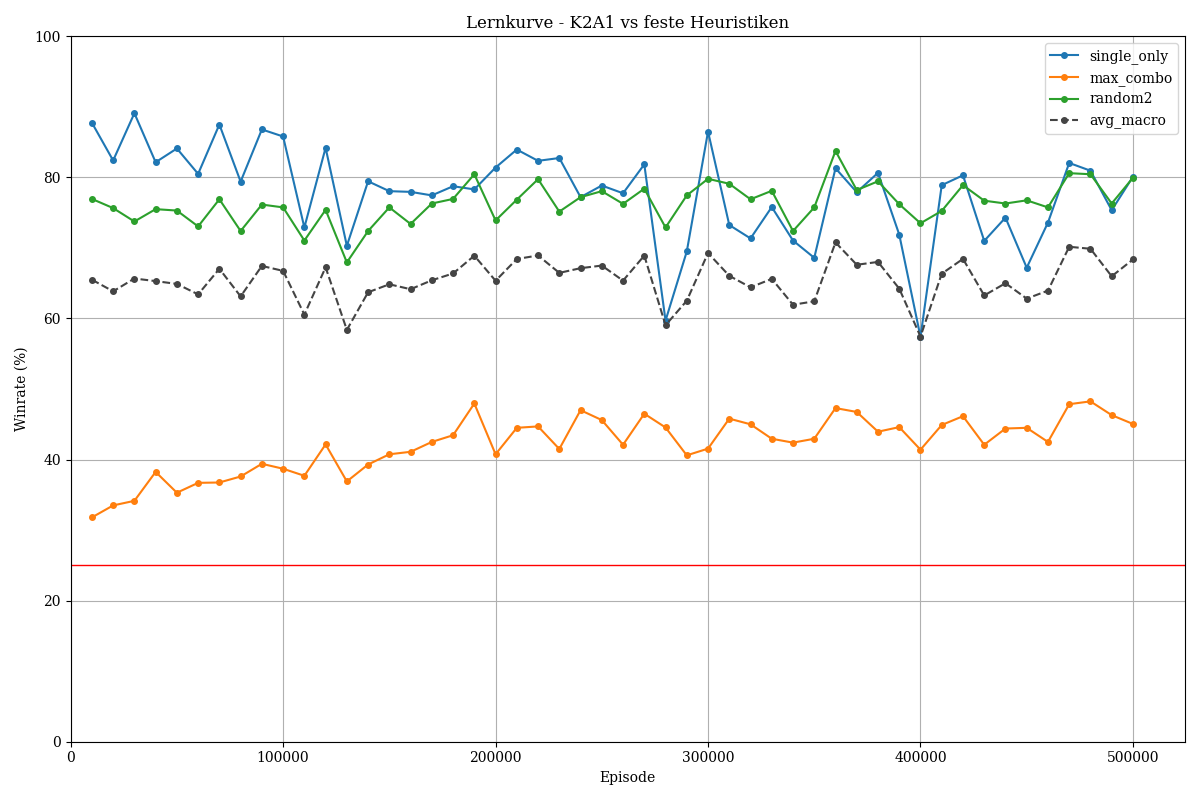 Lernkurve - K2A1 vs feste Heuristiken
single_only
max_combo
random2
avg_macro
Winrate (%)
100
80
60
40
20
0
0
100000
200000
300000
400000
500000
Episode